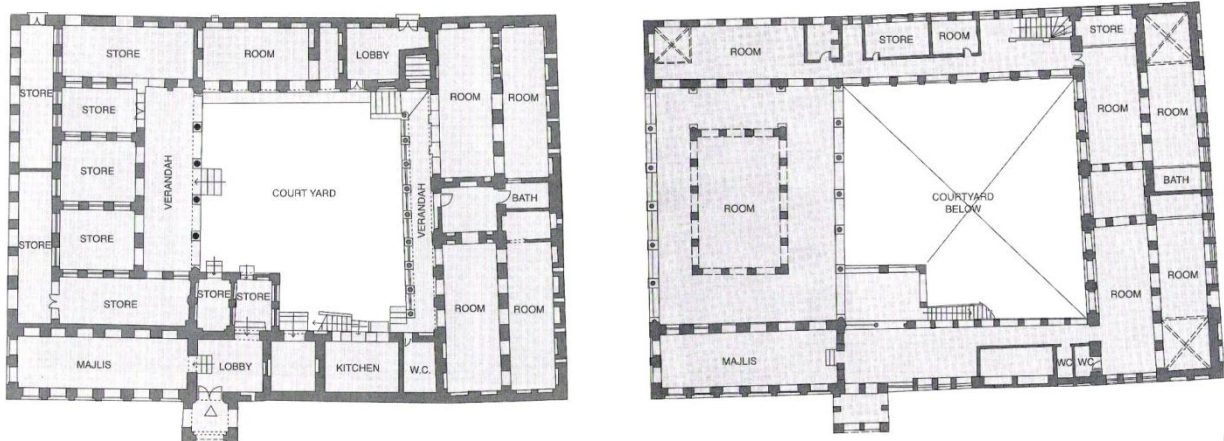 STORE
ROOM
LOBBY
STORE
STORE
ROOM
ROOM
STORE
VERANDAH
COURT YARD
VERANDAH
BATH
STORE
STORE
STORE
STORE
STORE
ROOM
ROOM
MAJLIS
LOBBY
KITCHEN
W.C.
ROOM
STORE
ROOM
STORE
ROOM
ROOM
BATH
ROOM
COURTYARD
BELOW
ROOM
ROOM
MAJLIS
WC
WC